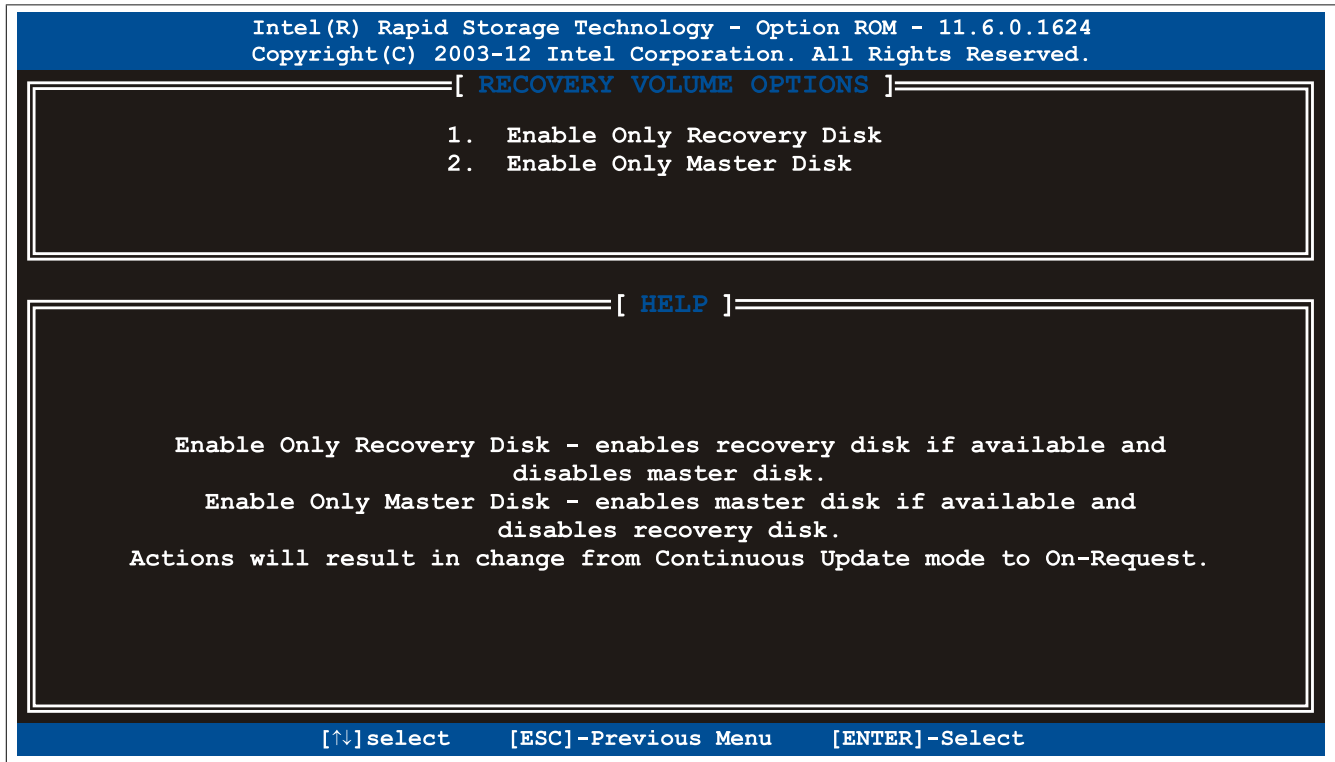 Intel(R) Rapid Storage Technology - Option ROM - 11.6.0.1624
Copyright(C) 2003-12 Intel Corporation. All Rights Reserved.
[ RECOVERY VOLUME OPTIONS ]
1. Enable Only Recovery Disk
2. Enable Only Master Disk
[ HELP ]
Enable Only Recovery Disk – enables recovery disk if available and
disables master disk.
Enable Only Master Disk – enables master disk if available and
disables recovery disk.
Actions will result in change from Continuous Update mode to On-Request.
[↑↓]select [ESC]-Previous Menu [ENTER]-Select